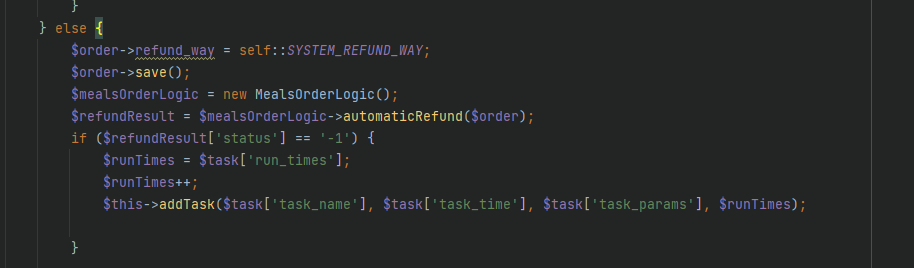 }
} else {
$order->refund_way = self::SYSTEM_REFUND_WAY;
$order->save();
$mealsOrderLogic = new MealsOrderLogic();
$refundResult = $mealsOrderLogic->automaticRefund($order);
if ($refundResult['status'] == '-1') {
$runTimes = $task['run_times'];
$runTimes++;
$this->addTask($task['task_name'], $task['task_time'], $task['task_params'], $runTimes);
}